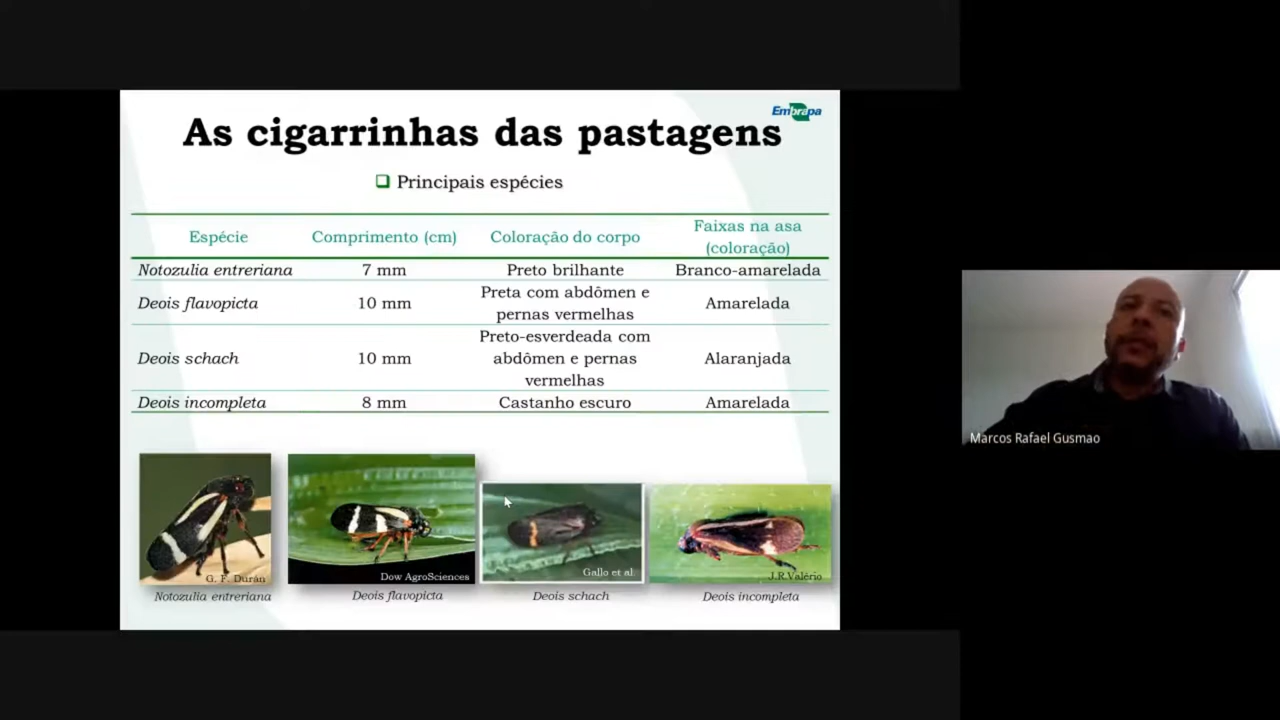 Embrapa
As cigarrinhas das pastagens
Principais espécies
Espécie Comprimento (cm) Coloração do corpo Faixas na asa (coloração)
Notozulia entreriana 7 mm Preto brilhante Branco-amarelada
Deois flavopicta 10 mm Preta com abdômen e pernas vermelhas Amarelada
Deois schach 10 mm Preto-esverdeada com abdômen e pernas vermelhas Alaranjada
Deois incompleta 8 mm Castanho escuro Amarelada
G. F. Durán
Dow AgroSciences
Gallo et al.
J.R.Valério
Notozulia entreriana
Deois flavopicta
Deois schach
Deois incompleta
Marcos Rafael Gusmao